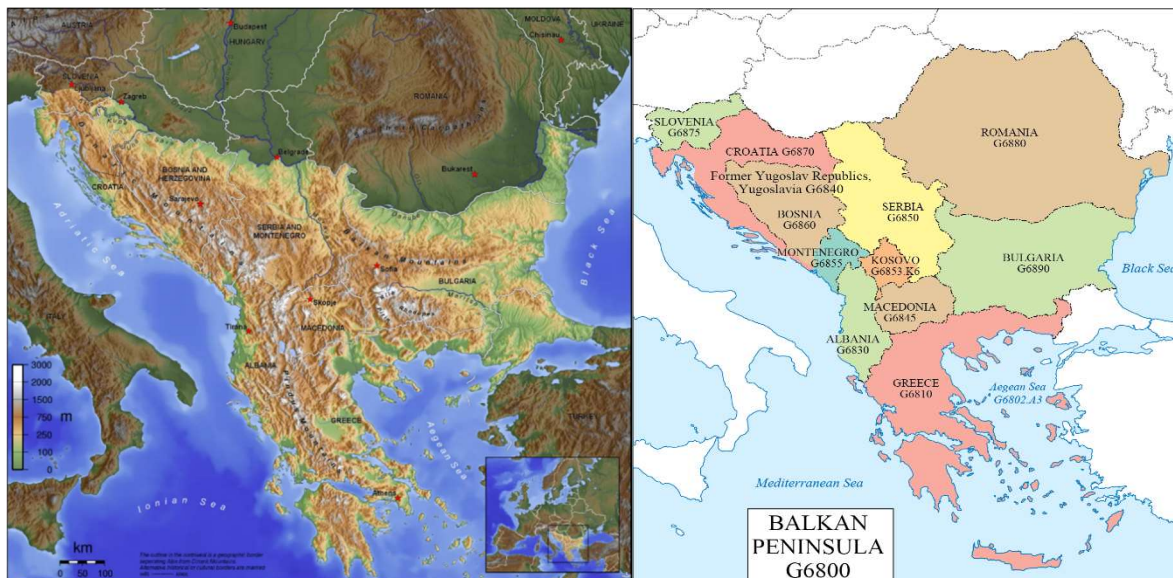 AUSTRIA
Budapest
HUNGARY
MOLDOVA
Chisinau
UKRAINE
SLOVENIA
Ljubljana
Zagreb
ROMANIA
Belgrade
Bukarest
BOSNIA AND
HERZEGOVINA
CROATIA
Sarajevo
Adriatic Sea
SERBIA AND
MONTENEGRO
Black Sea
Sofia
BULGARIA
Skopje
ITALY
Tirana
MACEDONIA
ALBANIA
3000
2000
1500
750
250
0
m
GREECE
TURKEY
Aegean Sea
Athens
Ionian Sea
km
0 50 100
SLOVENIA
G6875
CROATIA G6870
ROMANIA
G6880
Former Yugoslav Republics,
Yugoslavia G6840
BOSNIA
G6860
SERBIA
G6850
MONTENEGRO
G6855
KOSOVO
G6853.K6
BULGARIA
G6890
Black Sea
MACEDONIA
G6845
ALBANIA
G6830
GREECE
G6810
Aegean Sea
G6802.A3
Mediterranean Sea
BALKAN
PENINSULA
G6800